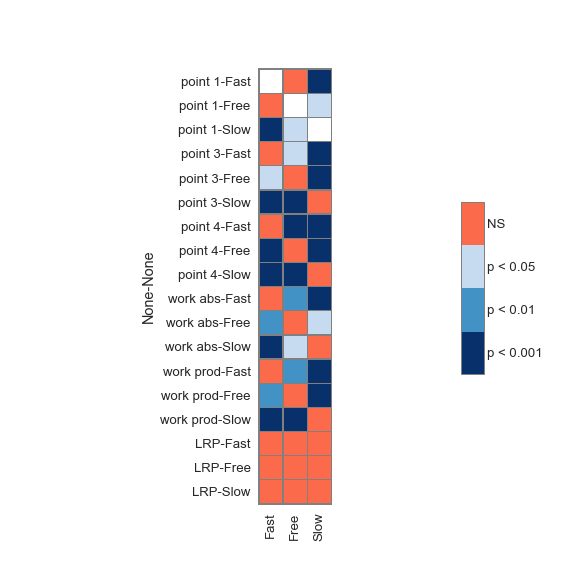 point 1-Fast
point 1-Free
point 1-Slow
point 3-Fast
point 3-Free
point 3-Slow
point 4-Fast
point 4-Free
point 4-Slow
work abs-Fast
work abs-Free
work abs-Slow
work prod-Fast
work prod-Free
work prod-Slow
LRP-Fast
LRP-Free
LRP-Slow
None-None
Fast
Free
Slow
NS
p < 0.05
p < 0.01
p < 0.001